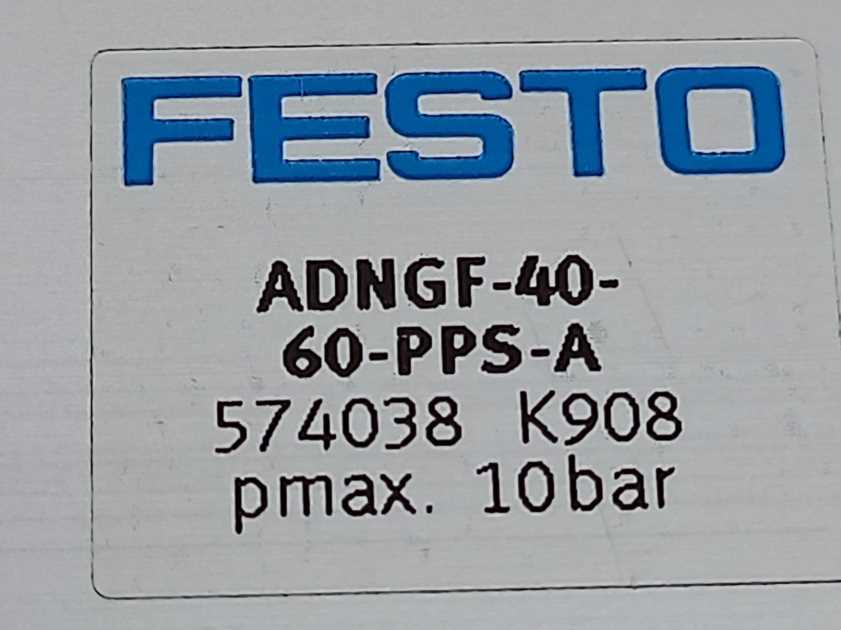 FESTO
ADNGF-40-
60-PPS-A
574038 K908
pmax. 10bar